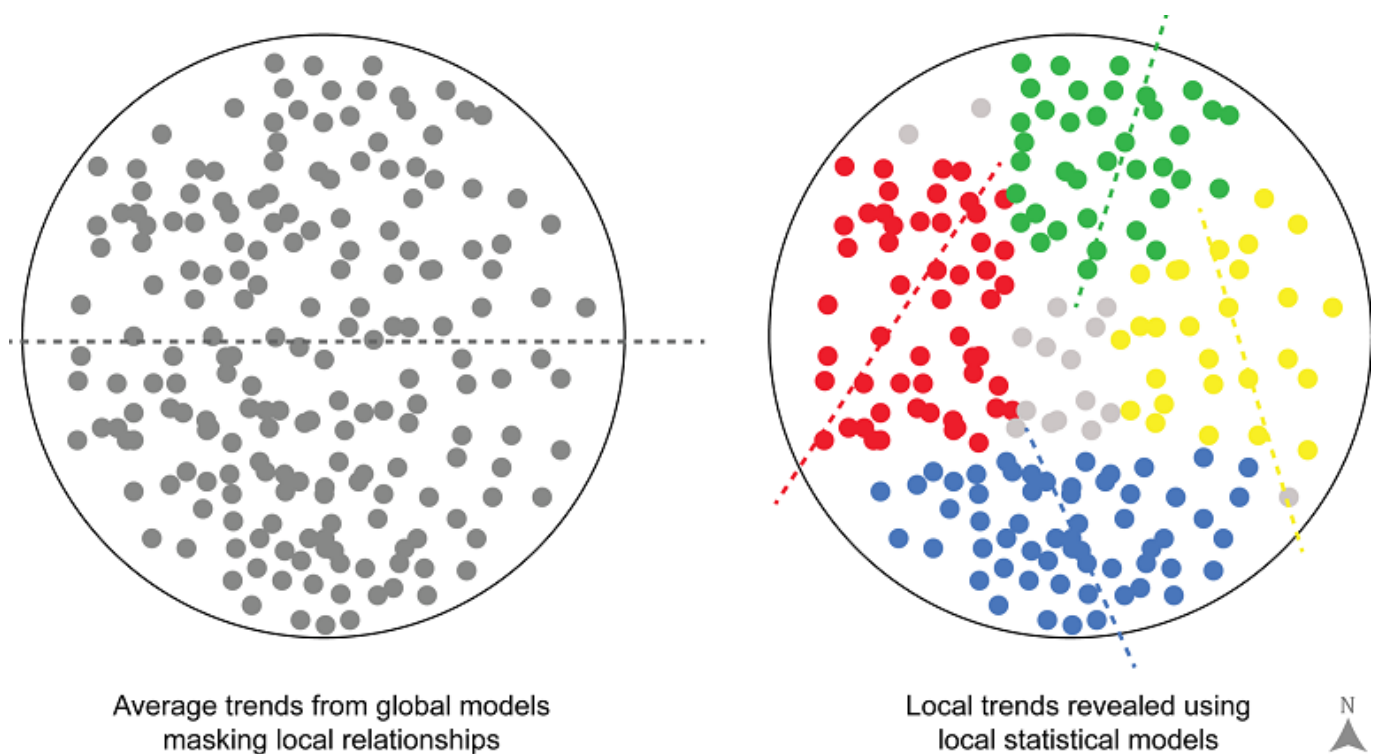 Average trends from global models
masking local relationships
Local trends revealed using
local statistical models
N